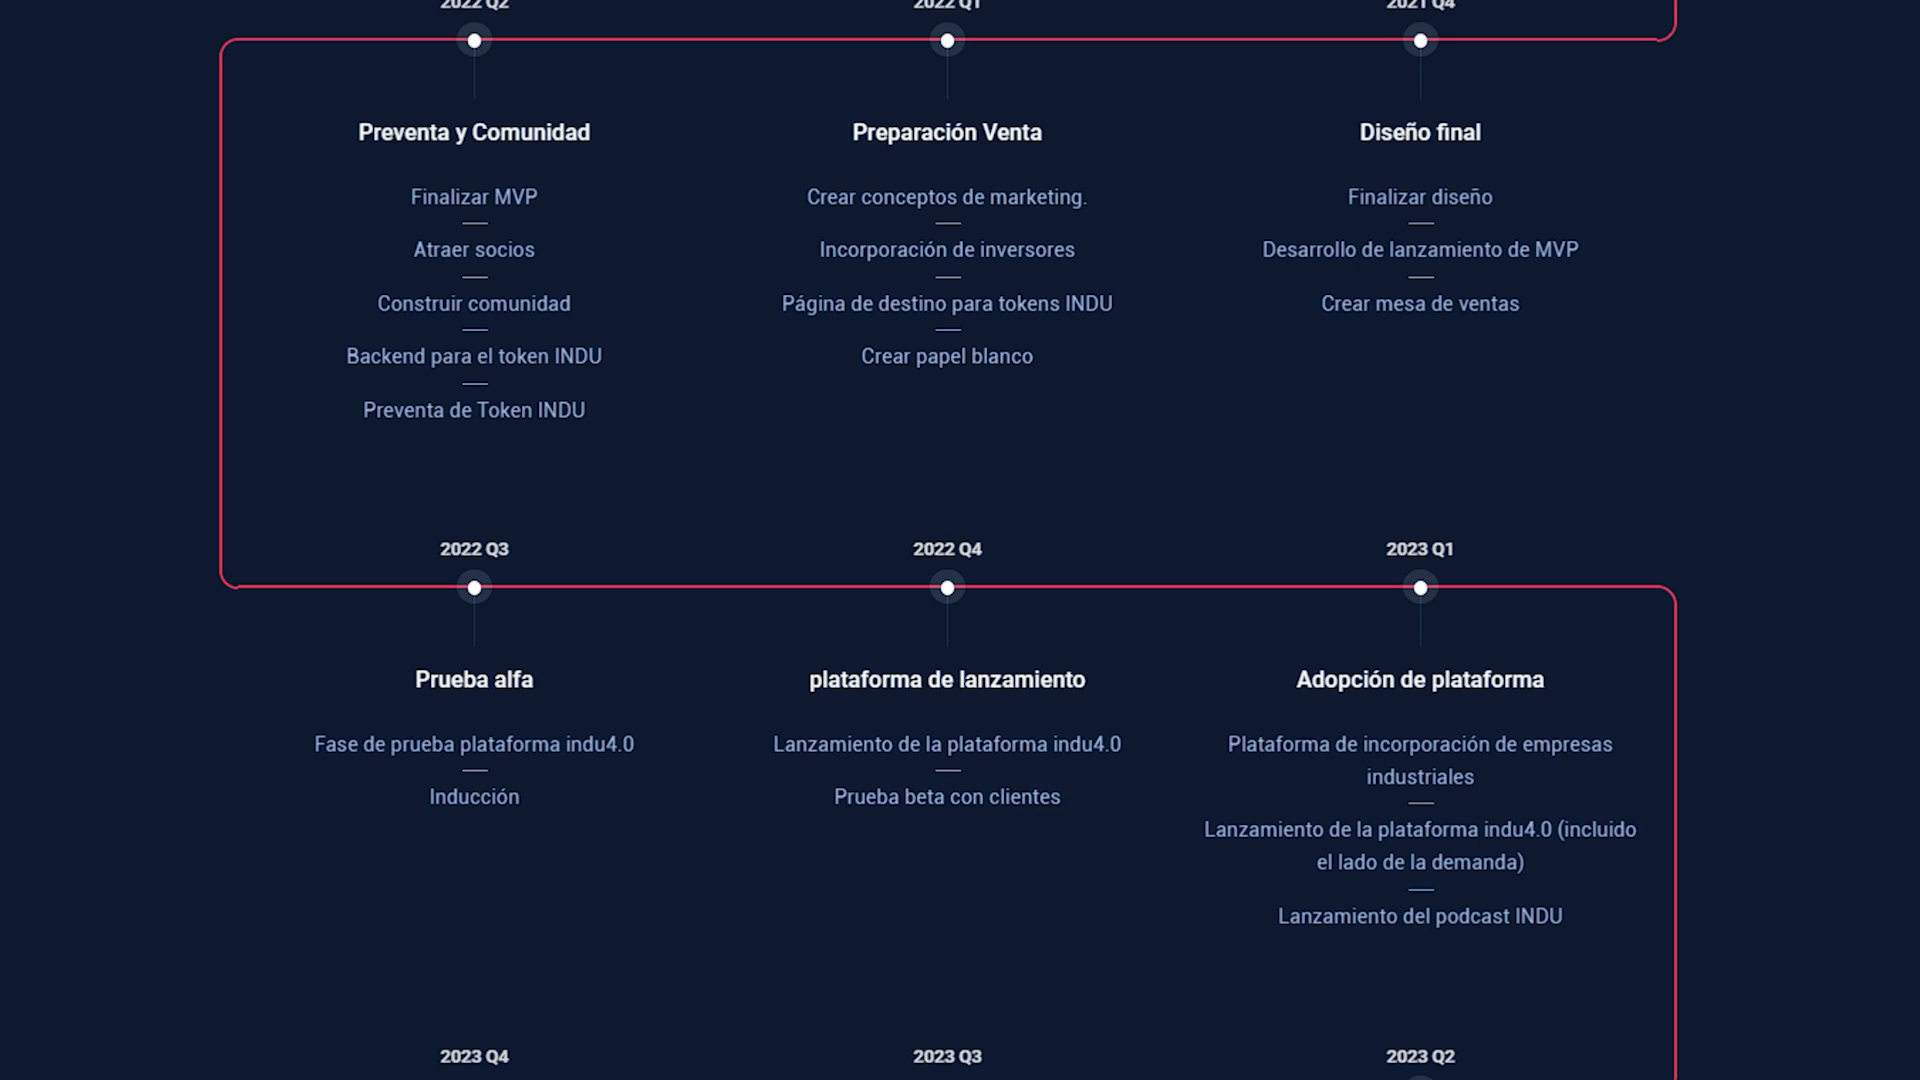 2022 Q2
2022 Q1
2021 Q4
Preventa y Comunidad
Finalizar MVP
Atraer socios
Construir comunidad
Backend para el token INDU
Preventa de Token INDU
Preparación Venta
Crear conceptos de marketing.
Incorporación de inversores
Página de destino para tokens INDU
Crear papel blanco
Diseño final
Finalizar diseño
Desarrollo de lanzamiento de MVP
Crear mesa de ventas
2022 Q3
Prueba alfa
Fase de prueba plataforma indu4.0
Inducción
2022 Q4
plataforma de lanzamiento
Lanzamiento de la plataforma indu4.0
Prueba beta con clientes
2023 Q1
Adopción de plataforma
Plataforma de incorporación de empresas
industriales
Lanzamiento de la plataforma indu4.0 (incluido
el lado de la demanda)
Lanzamiento del podcast INDU
2023 Q4
2023 Q3
2023 Q2